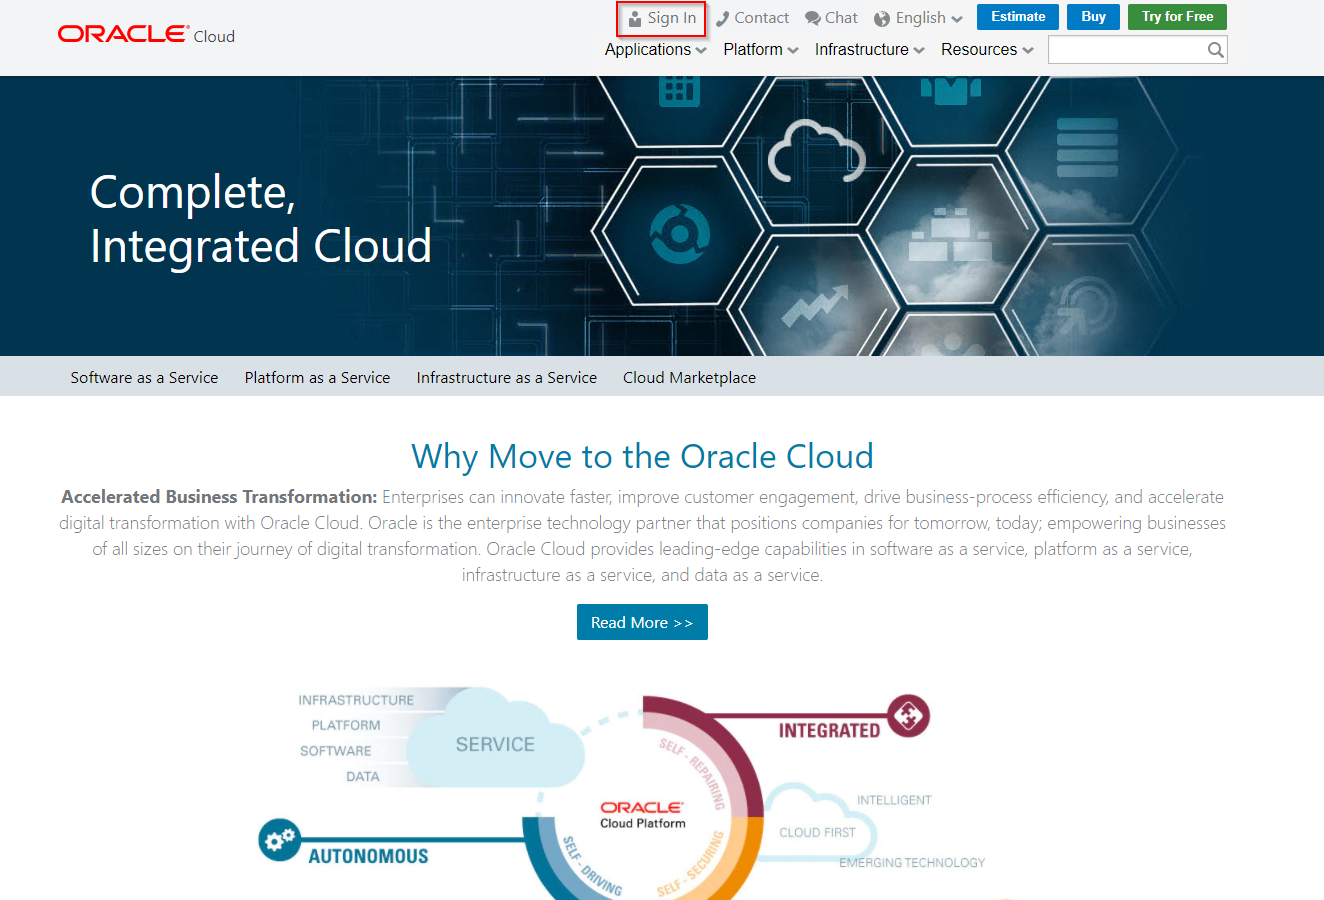 ORACLE Cloud
Sign In Contact Chat English Estimate Buy Try for Free
Applications Platform Infrastructure Resources
Complete,
Integrated Cloud
Software as a Service Platform as a Service Infrastructure as a Service Cloud Marketplace
Why Move to the Oracle Cloud
Accelerated Business Transformation: Enterprises can innovate faster, improve customer engagement, drive business-process efficiency, and accelerate
digital transformation with Oracle Cloud. Oracle is the enterprise technology partner that positions companies for tomorrow, today; empowering businesses
of all sizes on their journey of digital transformation. Oracle Cloud provides leading-edge capabilities in software as a service, platform as a service,
infrastructure as a service, and data as a service.
Read More >>
INFRASTRUCTURE
PLATFORM
SOFTWARE
DATA
SERVICE
INTEGRATED
SELF - REPAIRING
ORACLE
Cloud Platform
INTELLIGENT
CLOUD FIRST
EMERGING TECHNOLOGY
AUTONOMOUS
SELF - DRIVING
SELF - SECURING